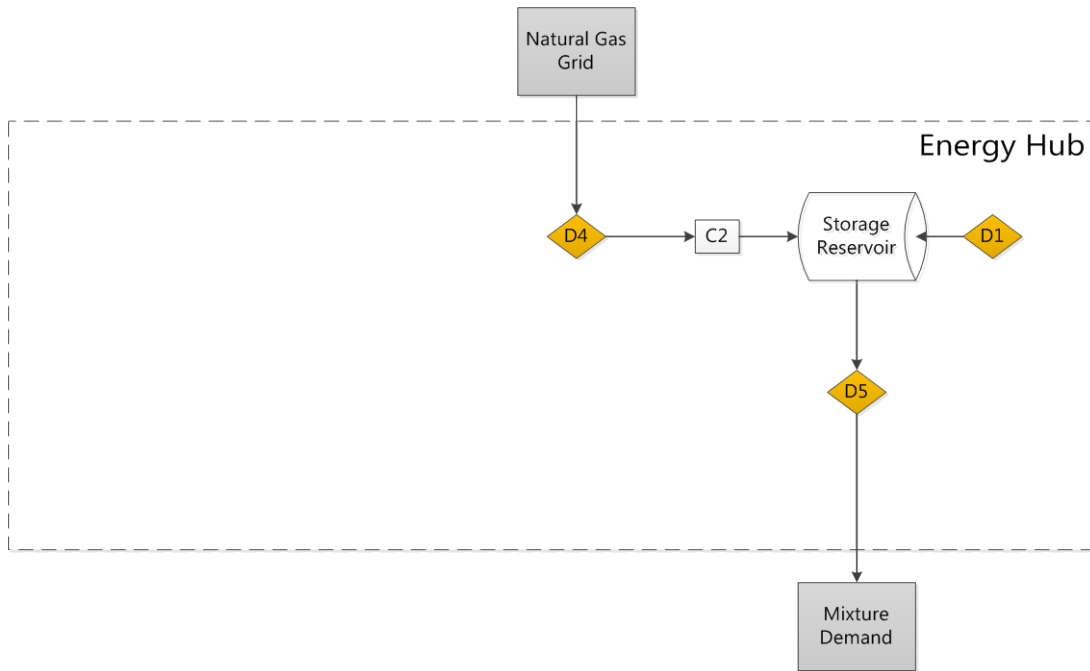 Natural Gas
Grid
Energy Hub
D4
C2
Storage
Reservoir
D1
D5
Mixture
Demand